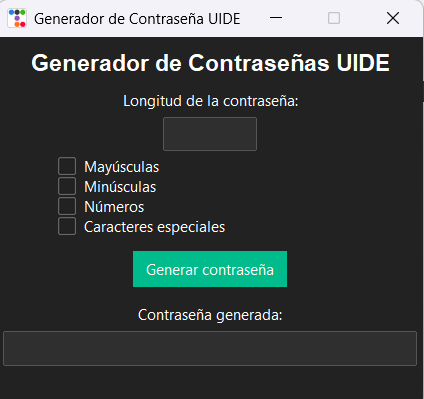 Generador de Contraseña UIDE
Generador de Contraseñas UIDE
Longitud de la contraseña:
Mayúsculas
Minúsculas
Números
Caracteres especiales
Generar contraseña
Contraseña generada: